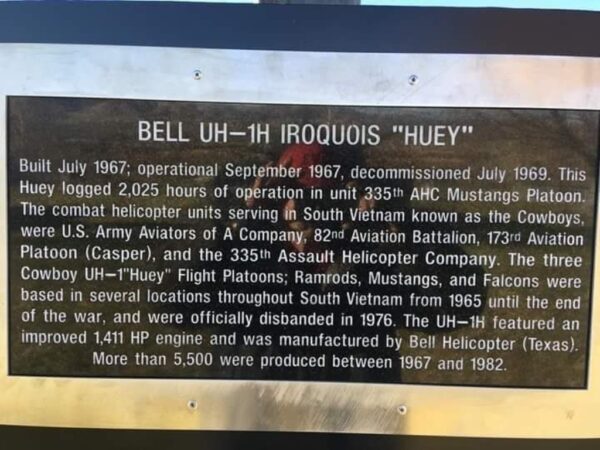 BELL UH-1H IROQUOIS "HUEY"
Built July 1967; operational September 1967, decommissioned July 1969. This
Huey logged 2,025 hours of operation in unit 335th AHC Mustangs Platoon.
The combat helicopter units serving in South Vietnam known as the Cowboys,
were U.S. Army Aviators of A Company, 82nd Aviation Battalion, 173rd Aviation
Platoon (Casper), and the 335th Assault Helicopter Company. The three
Cowboy UH-1"Huey" Flight Platoons; Ramrods, Mustangs, and Falcons were
based in several locations throughout South Vietnam from 1965 until the end
of the war, and were officially disbanded in 1976. The UH-1H featured an
improved 1,411 HP engine and was manufactured by Bell Helicopter (Texas).
More than 5,500 were produced between 1967 and 1982.